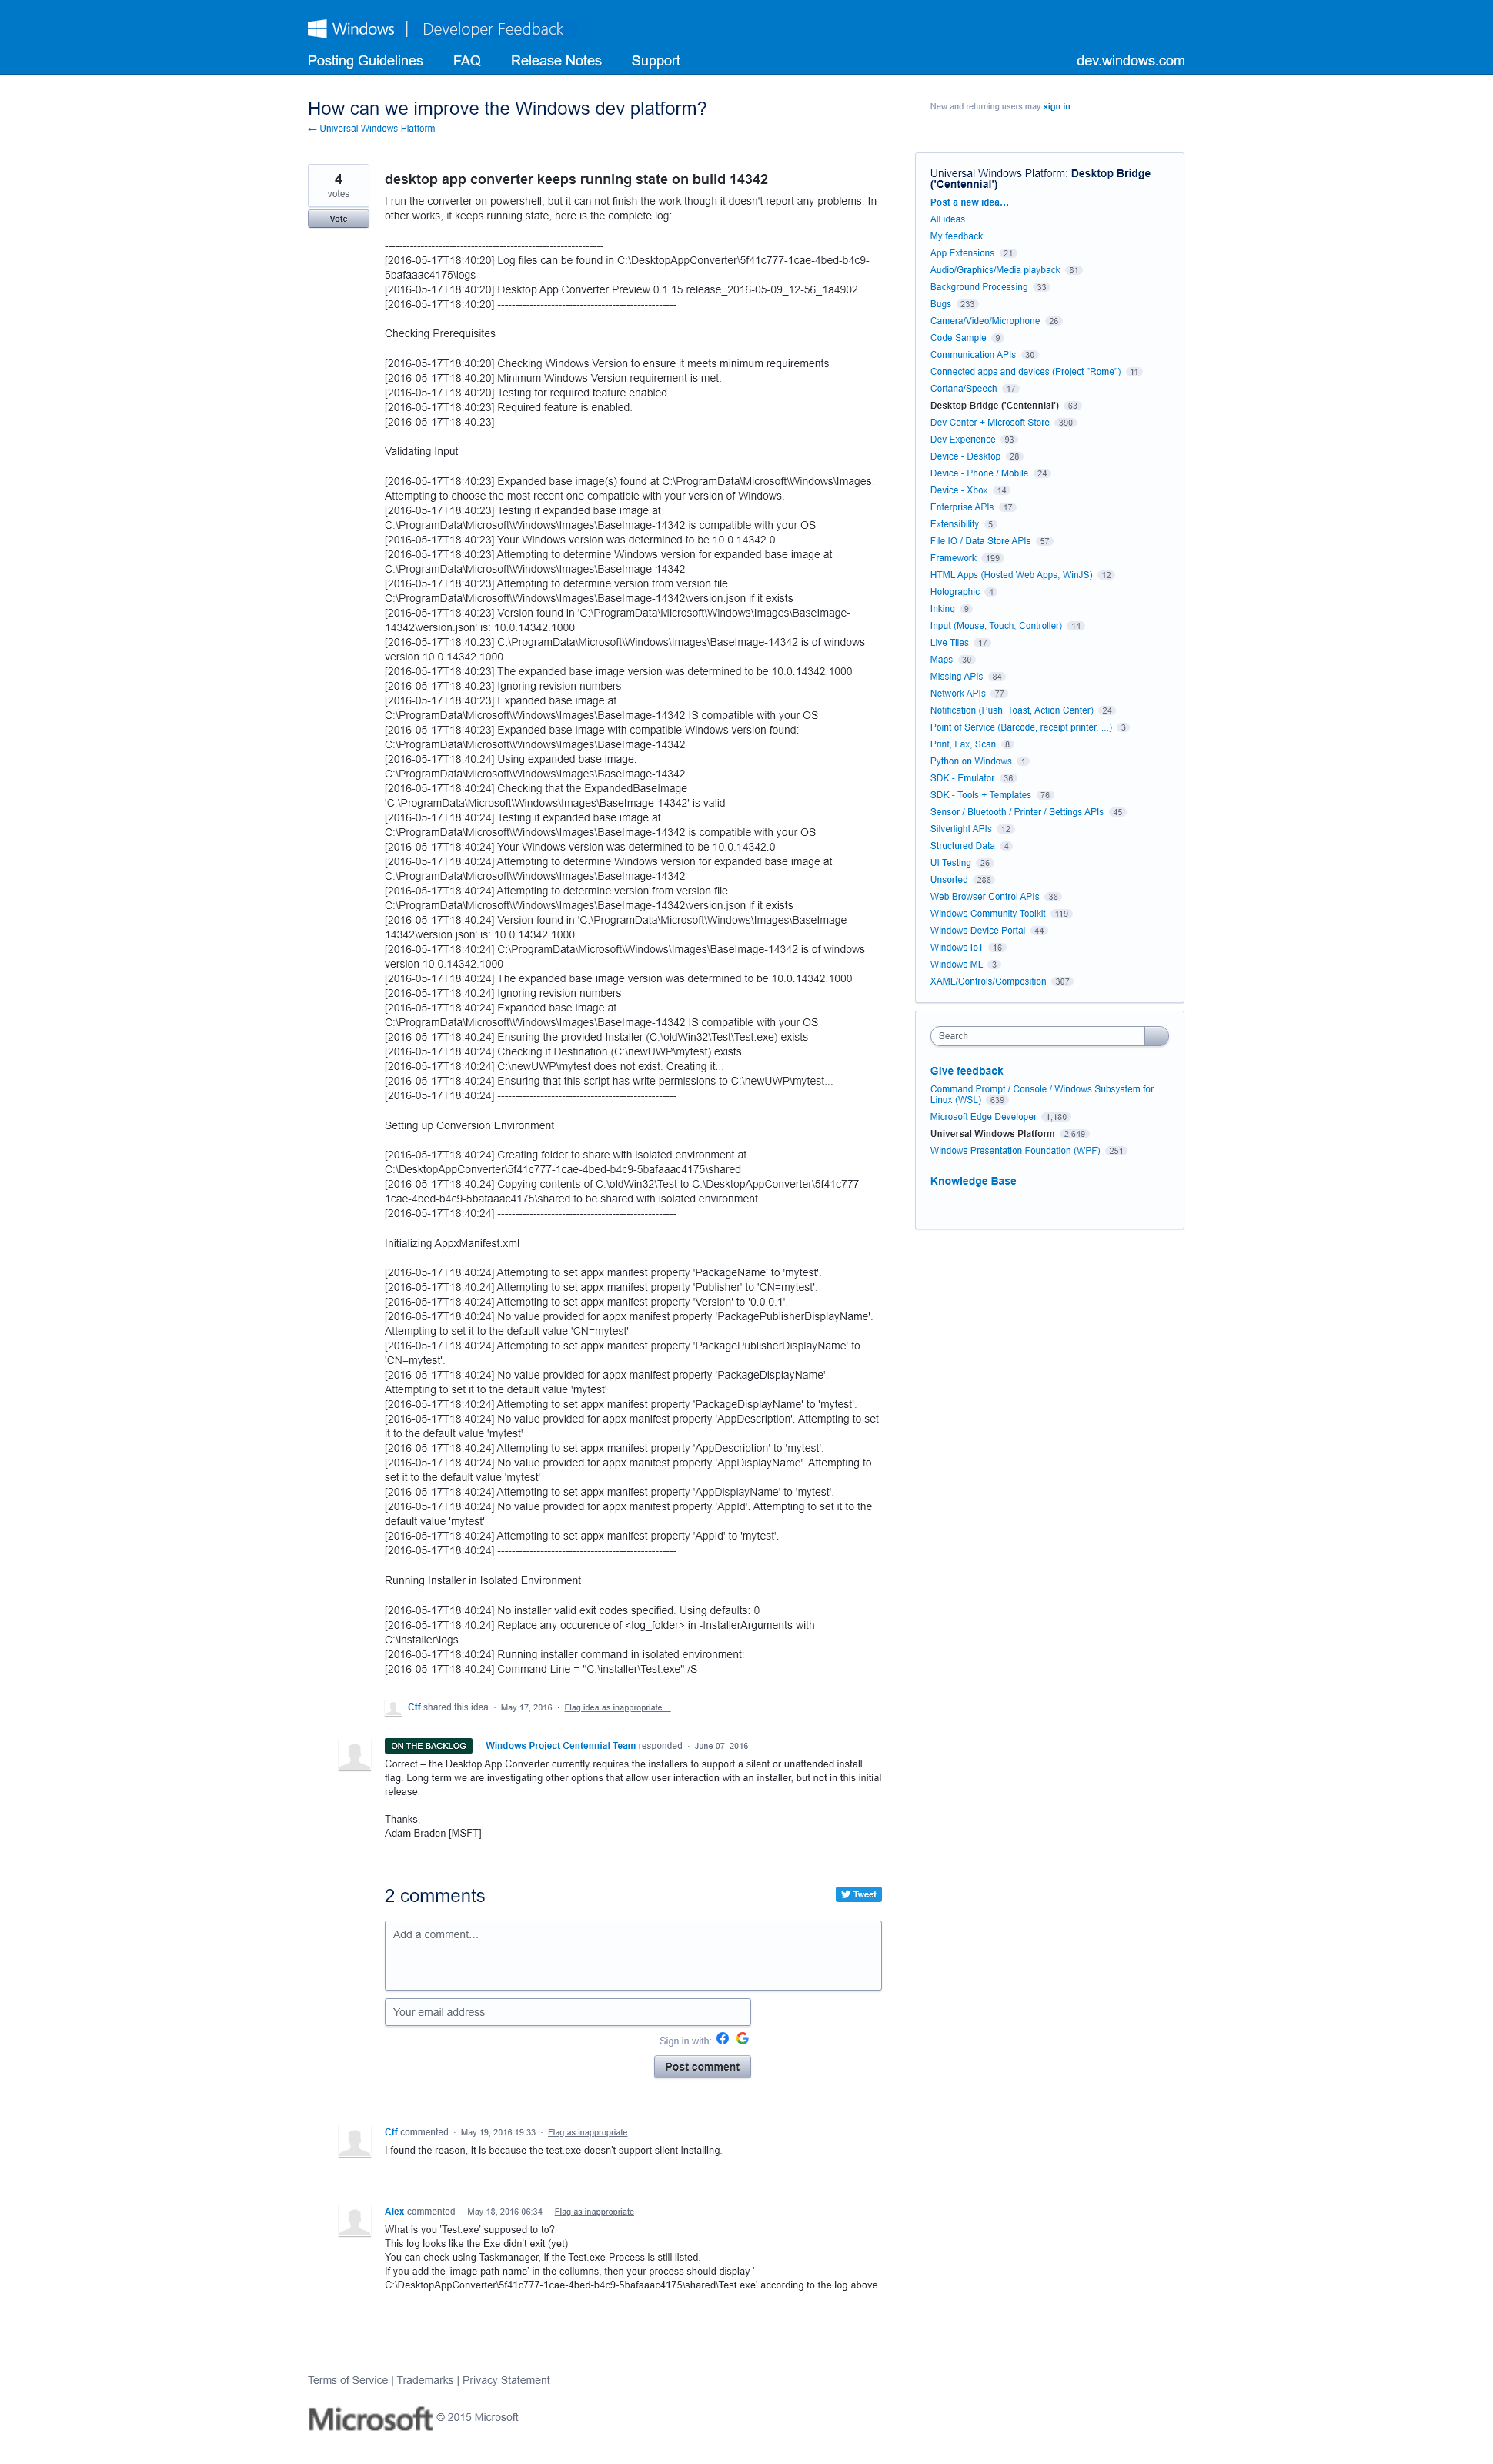 Windows | Developer Feedback
Posting Guidelines FAQ Release Notes Support dev.windows.com
How can we improve the Windows dev platform?
← Universal Windows Platform
New and returning users may sign in
4
votes
Vote
desktop app converter keeps running state on build 14342
I run the converter on powershell, but it can not finish the work though it doesn't report any problems. In
other works, it keeps running state, here is the complete log:
-------------------------------------------------------------
[2016-05-17T18:40:20] Log files can be found in C:\DesktopAppConverter\5f41c777-1cae-4bed-b4c9-
5bafaaac4175\logs
[2016-05-17T18:40:20] Desktop App Converter Preview 0.1.15.release_2016-05-09_12-56_1a4902
[2016-05-17T18:40:20] --------------------------------------------------
Checking Prerequisites
[2016-05-17T18:40:20] Checking Windows Version to ensure it meets minimum requirements
[2016-05-17T18:40:20] Minimum Windows Version requirement is met.
[2016-05-17T18:40:20] Testing for required feature enabled...
[2016-05-17T18:40:23] Required feature is enabled.
[2016-05-17T18:40:23] --------------------------------------------------
Validating Input
[2016-05-17T18:40:23] Expanded base image(s) found at C:\ProgramData\Microsoft\Windows\Images.
Attempting to choose the most recent one compatible with your version of Windows.
[2016-05-17T18:40:23] Testing if expanded base image at
C:\ProgramData\Microsoft\Windows\Images\BaseImage-14342 is compatible with your OS
[2016-05-17T18:40:23] Your Windows version was determined to be 10.0.14342.0
[2016-05-17T18:40:23] Attempting to determine Windows version for expanded base image at
C:\ProgramData\Microsoft\Windows\Images\BaseImage-14342
[2016-05-17T18:40:23] Attempting to determine version from version file
C:\ProgramData\Microsoft\Windows\Images\BaseImage-14342\version.json if it exists
[2016-05-17T18:40:23] Version found in 'C:\ProgramData\Microsoft\Windows\Images\BaseImage-
14342\version.json' is: 10.0.14342.1000
[2016-05-17T18:40:23] C:\ProgramData\Microsoft\Windows\Images\BaseImage-14342 is of windows
version 10.0.14342.1000
[2016-05-17T18:40:23] The expanded base image version was determined to be 10.0.14342.1000
[2016-05-17T18:40:23] Ignoring revision numbers
[2016-05-17T18:40:23] Expanded base image at
C:\ProgramData\Microsoft\Windows\Images\BaseImage-14342 IS compatible with your OS
[2016-05-17T18:40:23] Expanded base image with compatible Windows version found:
C:\ProgramData\Microsoft\Windows\Images\BaseImage-14342
[2016-05-17T18:40:24] Using expanded base image:
C:\ProgramData\Microsoft\Windows\Images\BaseImage-14342
[2016-05-17T18:40:24] Checking that the ExpandedBaseImage
'C:\ProgramData\Microsoft\Windows\Images\BaseImage-14342' is valid
[2016-05-17T18:40:24] Testing if expanded base image at
C:\ProgramData\Microsoft\Windows\Images\BaseImage-14342 is compatible with your OS
[2016-05-17T18:40:24] Your Windows version was determined to be 10.0.14342.0
[2016-05-17T18:40:24] Attempting to determine Windows version for expanded base image at
C:\ProgramData\Microsoft\Windows\Images\BaseImage-14342
[2016-05-17T18:40:24] Attempting to determine version from version file
C:\ProgramData\Microsoft\Windows\Images\BaseImage-14342\version.json if it exists
[2016-05-17T18:40:24] Version found in 'C:\ProgramData\Microsoft\Windows\Images\BaseImage-
14342\version.json' is: 10.0.14342.1000
[2016-05-17T18:40:24] C:\ProgramData\Microsoft\Windows\Images\BaseImage-14342 is of windows
version 10.0.14342.1000
[2016-05-17T18:40:24] The expanded base image version was determined to be 10.0.14342.1000
[2016-05-17T18:40:24] Ignoring revision numbers
[2016-05-17T18:40:24] Expanded base image at
C:\ProgramData\Microsoft\Windows\Images\BaseImage-14342 IS compatible with your OS
[2016-05-17T18:40:24] Ensuring the provided Installer (C:\oldWin32\Test\Test.exe) exists
[2016-05-17T18:40:24] Checking if Destination (C:\newUWP\mytest) exists
[2016-05-17T18:40:24] C:\newUWP\mytest does not exist. Creating it...
[2016-05-17T18:40:24] Ensuring that this script has write permissions to C:\newUWP\mytest...
[2016-05-17T18:40:24] --------------------------------------------------
Setting up Conversion Environment
[2016-05-17T18:40:24] Creating folder to share with isolated environment at
C:\DesktopAppConverter\5f41c777-1cae-4bed-b4c9-5bafaaac4175\shared
[2016-05-17T18:40:24] Copying contents of C:\oldWin32\Test to C:\DesktopAppConverter\5f41c777-
1cae-4bed-b4c9-5bafaaac4175\shared to be shared with isolated environment
[2016-05-17T18:40:24] --------------------------------------------------
Initializing AppxManifest.xml
[2016-05-17T18:40:24] Attempting to set appx manifest property 'PackageName' to 'mytest'.
[2016-05-17T18:40:24] Attempting to set appx manifest property 'Publisher' to 'CN=mytest'.
[2016-05-17T18:40:24] Attempting to set appx manifest property 'Version' to '0.0.0.1'.
[2016-05-17T18:40:24] No value provided for appx manifest property 'PackagePublisherDisplayName'.
Attempting to set it to the default value 'CN=mytest'
[2016-05-17T18:40:24] Attempting to set appx manifest property 'PackagePublisherDisplayName' to
'CN=mytest'.
[2016-05-17T18:40:24] No value provided for appx manifest property 'PackageDisplayName'.
Attempting to set it to the default value 'mytest'
[2016-05-17T18:40:24] Attempting to set appx manifest property 'PackageDisplayName' to 'mytest'.
[2016-05-17T18:40:24] No value provided for appx manifest property 'AppDescription'. Attempting to set
it to the default value 'mytest'
[2016-05-17T18:40:24] Attempting to set appx manifest property 'AppDescription' to 'mytest'.
[2016-05-17T18:40:24] No value provided for appx manifest property 'AppDisplayName'. Attempting to
set it to the default value 'mytest'
[2016-05-17T18:40:24] Attempting to set appx manifest property 'AppDisplayName' to 'mytest'.
[2016-05-17T18:40:24] No value provided for appx manifest property 'AppId'. Attempting to set it to the
default value 'mytest'
[2016-05-17T18:40:24] Attempting to set appx manifest property 'AppId' to 'mytest'.
[2016-05-17T18:40:24] --------------------------------------------------
Running Installer in Isolated Environment
[2016-05-17T18:40:24] No installer valid exit codes specified. Using defaults: 0
[2016-05-17T18:40:24] Replace any occurence of <log_folder> in -InstallerArguments with
C:\installer\logs
[2016-05-17T18:40:24] Running installer command in isolated environment:
[2016-05-17T18:40:24] Command Line = "C:\installer\Test.exe" /S
Ctf shared this idea · May 17, 2016 · Flag idea as inappropriate…
ON THE BACKLOG · Windows Project Centennial Team responded · June 07, 2016
Correct – the Desktop App Converter currently requires the installers to support a silent or unattended install
flag. Long term we are investigating other options that allow user interaction with an installer, but not in this initial
release.
Thanks,
Adam Braden [MSFT]
2 comments
Tweet
Add a comment…
Your email address
Sign in with:
Post comment
Ctf commented · May 19, 2016 19:33 · Flag as inappropriate
I found the reason, it is because the test.exe doesn't support client installing.
Alex commented · May 18, 2016 06:34 · Flag as inappropriate
What is you 'Test.exe' supposed to to?
This log looks like the Exe didn't exit (yet)
You can check using Taskmanager, if the Test.exe-Process is still listed.
If you add the 'image path name' in the collumns, then your process should display '
C:\DesktopAppConverter\5f41c777-1cae-4bed-b4c9-5bafaaac4175\shared\Test.exe' according to the log above.
Universal Windows Platform: Desktop Bridge
('Centennial')
Post a new idea…
All ideas
My feedback
App Extensions 21
Audio/Graphics/Media playback 81
Background Processing 33
Bugs 233
Camera/Video/Microphone 26
Code Sample 9
Communication APIs 30
Connected apps and devices (Project "Rome") 11
Cortana/Speech 17
Desktop Bridge ('Centennial') 63
Dev Center + Microsoft Store 390
Dev Experience 93
Device - Desktop 28
Device - Phone / Mobile 24
Device - Xbox 14
Enterprise APIs 17
Extensibility 5
File IO / Data Store APIs 57
Framework 199
HTML Apps (Hosted Web Apps, WinJS) 12
Holographic 4
Inking 9
Input (Mouse, Touch, Controller) 14
Live Tiles 17
Maps 30
Missing APIs 84
Network APIs 77
Notification (Push, Toast, Action Center) 24
Point of Service (Barcode, receipt printer, ...) 3
Print, Fax, Scan 8
Python on Windows 1
SDK - Emulator 36
SDK - Tools + Templates 76
Sensor / Bluetooth / Printer / Settings APIs 45
Silverlight APIs 12
Structured Data 4
UI Testing 26
Unsorted 288
Web Browser Control APIs 38
Windows Community Toolkit 119
Windows Device Portal 44
Windows IoT 16
Windows ML 3
XAML/Controls/Composition 307
Search
Give feedback
Command Prompt / Console / Windows Subsystem for
Linux (WSL) 639
Microsoft Edge Developer 1,180
Universal Windows Platform 2,649
Windows Presentation Foundation (WPF) 251
Knowledge Base
Terms of Service | Trademarks | Privacy Statement
Microsoft © 2015 Microsoft